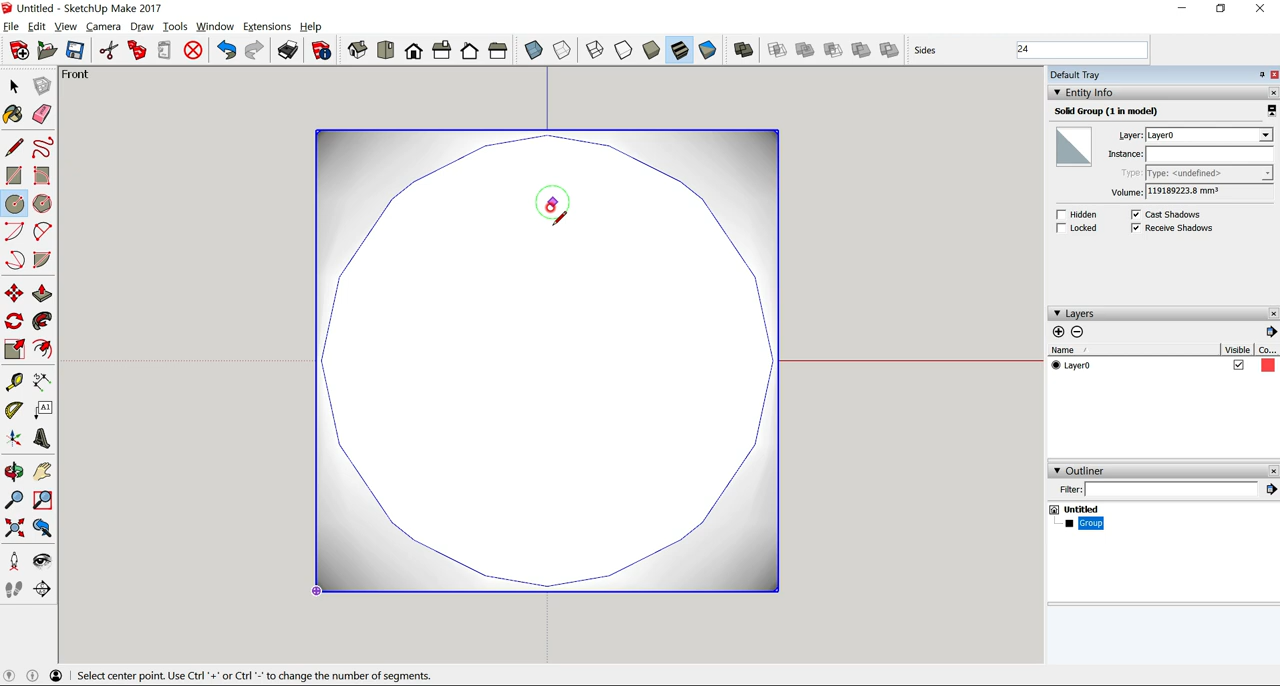 Untitled - SketchUp Make 2017
File Edit View Camera Draw Tools Window Extensions Help
Sides 24
Front
Default Tray
Entity Info
Solid Group (1 in model)
Layer: Layer0
Instance:
Type: Type: <undefined>
Volume: 119189223.8 mm³
Hidden Cast Shadows
Locked Receive Shadows
Layers
Name Visible Co...
Layer0
A1
Outliner
Filter:
Untitled
Group
Select center point. Use Ctrl '+' or Ctrl '-' to change the number of segments.